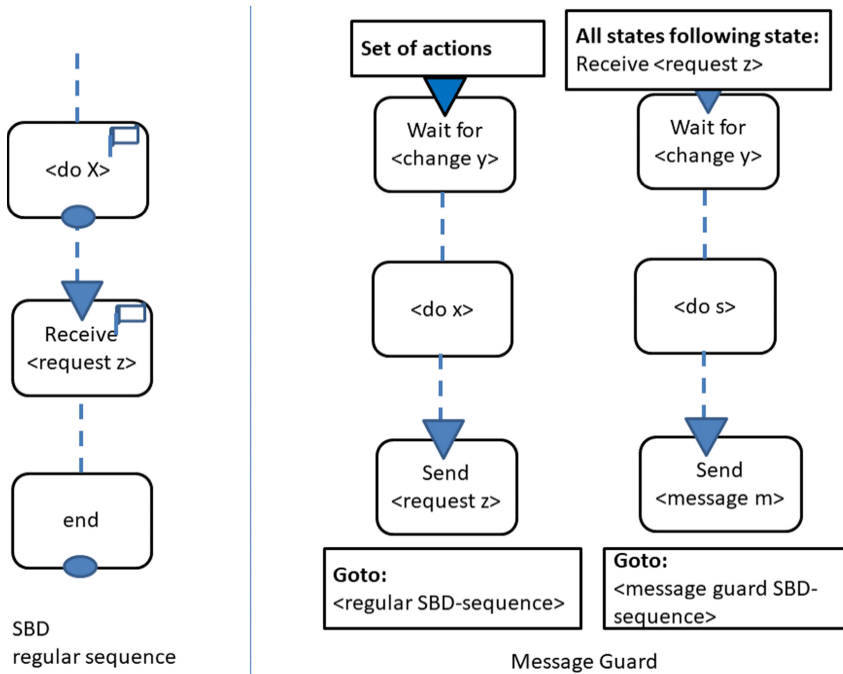 <do X>
Receive
<request z>
end
SBD
regular sequence
Set of actions
Wait for
<change y>
<do x>
Send
<request z>
Goto:
<regular SBD-sequence>
All states following state:
Receive <request z>
Wait for
<change y>
<do s>
Send
<message m>
Goto:
<message guard SBD-
sequence>
Message Guard